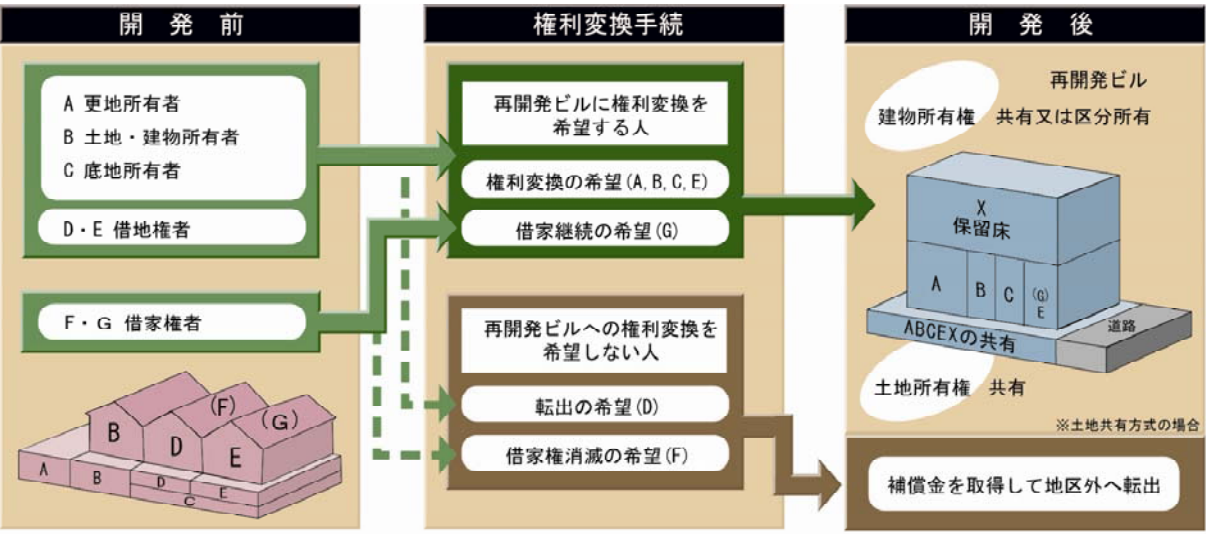 開発前
A 更地所有者
B 土地・建物所有者
C 底地所有者
D・E 借地権者
F・G 借家権者
(F)
(G)
B
D
E
A
B
D
E
C
権利変換手続
再開発ビルに権利変換を
希望する人
権利変換の希望(A,B,C,E)
借家継続の希望(G)
再開発ビルへの権利変換を
希望しない人
転出の希望(D)
借家権消滅の希望(F)
開発後
再開発ビル
建物所有権 共有又は区分所有
X
保留床
A
B
C
(G)
E
ABCEXの共有
道路
土地所有権 共有
※土地共有方式の場合
補償金を取得して地区外へ転出